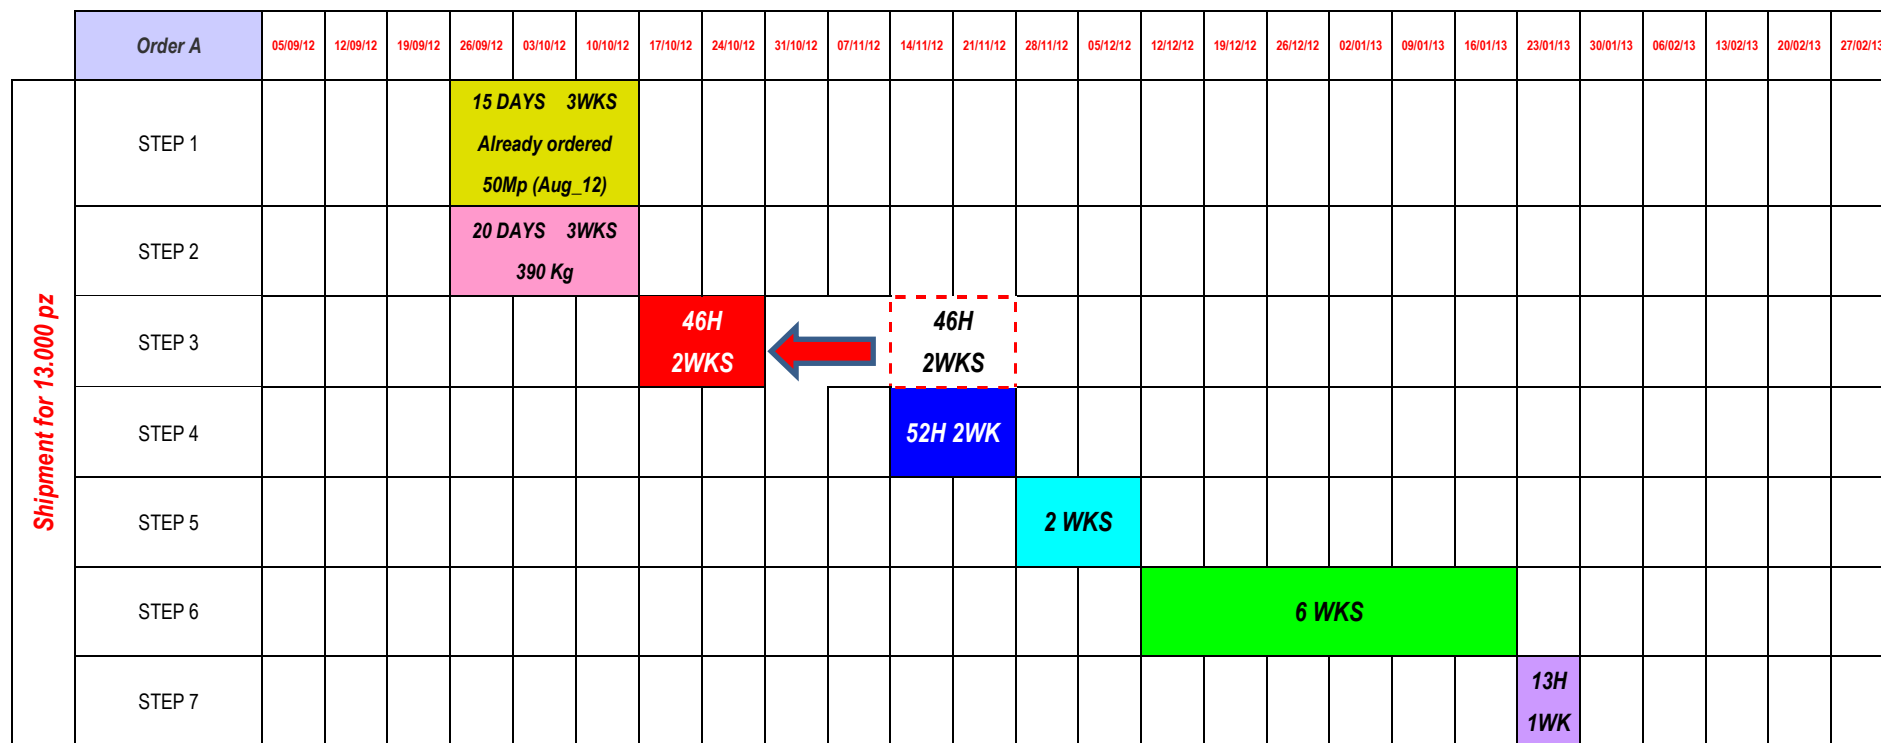 Order A 05/09/12 12/09/12 19/09/12 26/09/12 03/10/12 10/10/12 17/10/12 24/10/12 31/10/12 07/11/12 14/11/12 21/11/12 28/11/12 05/12/12 12/12/12 19/12/12 26/12/12 02/01/13 09/01/13 16/01/13 23/01/13 30/01/13 06/02/13 13/02/13 20/02/13 27/02/13
Shipment for 13.000 pz
STEP 1
15 DAYS 3WKS
Already ordered
50Mp (Aug_12)
STEP 2
20 DAYS 3WKS
390 Kg
STEP 3
46H
2WKS
46H
2WKS
STEP 4
52H 2WK
STEP 5
2 WKS
STEP 6
6 WKS
STEP 7
13H
1WK